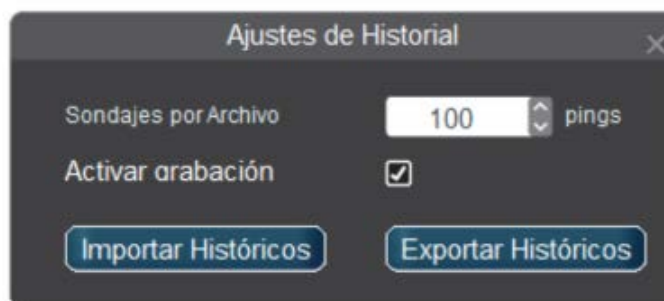 Ajustes de Historial
Sondajes por Archivo 100 pings
Activar grabación
Importar Históricos Exportar Históricos